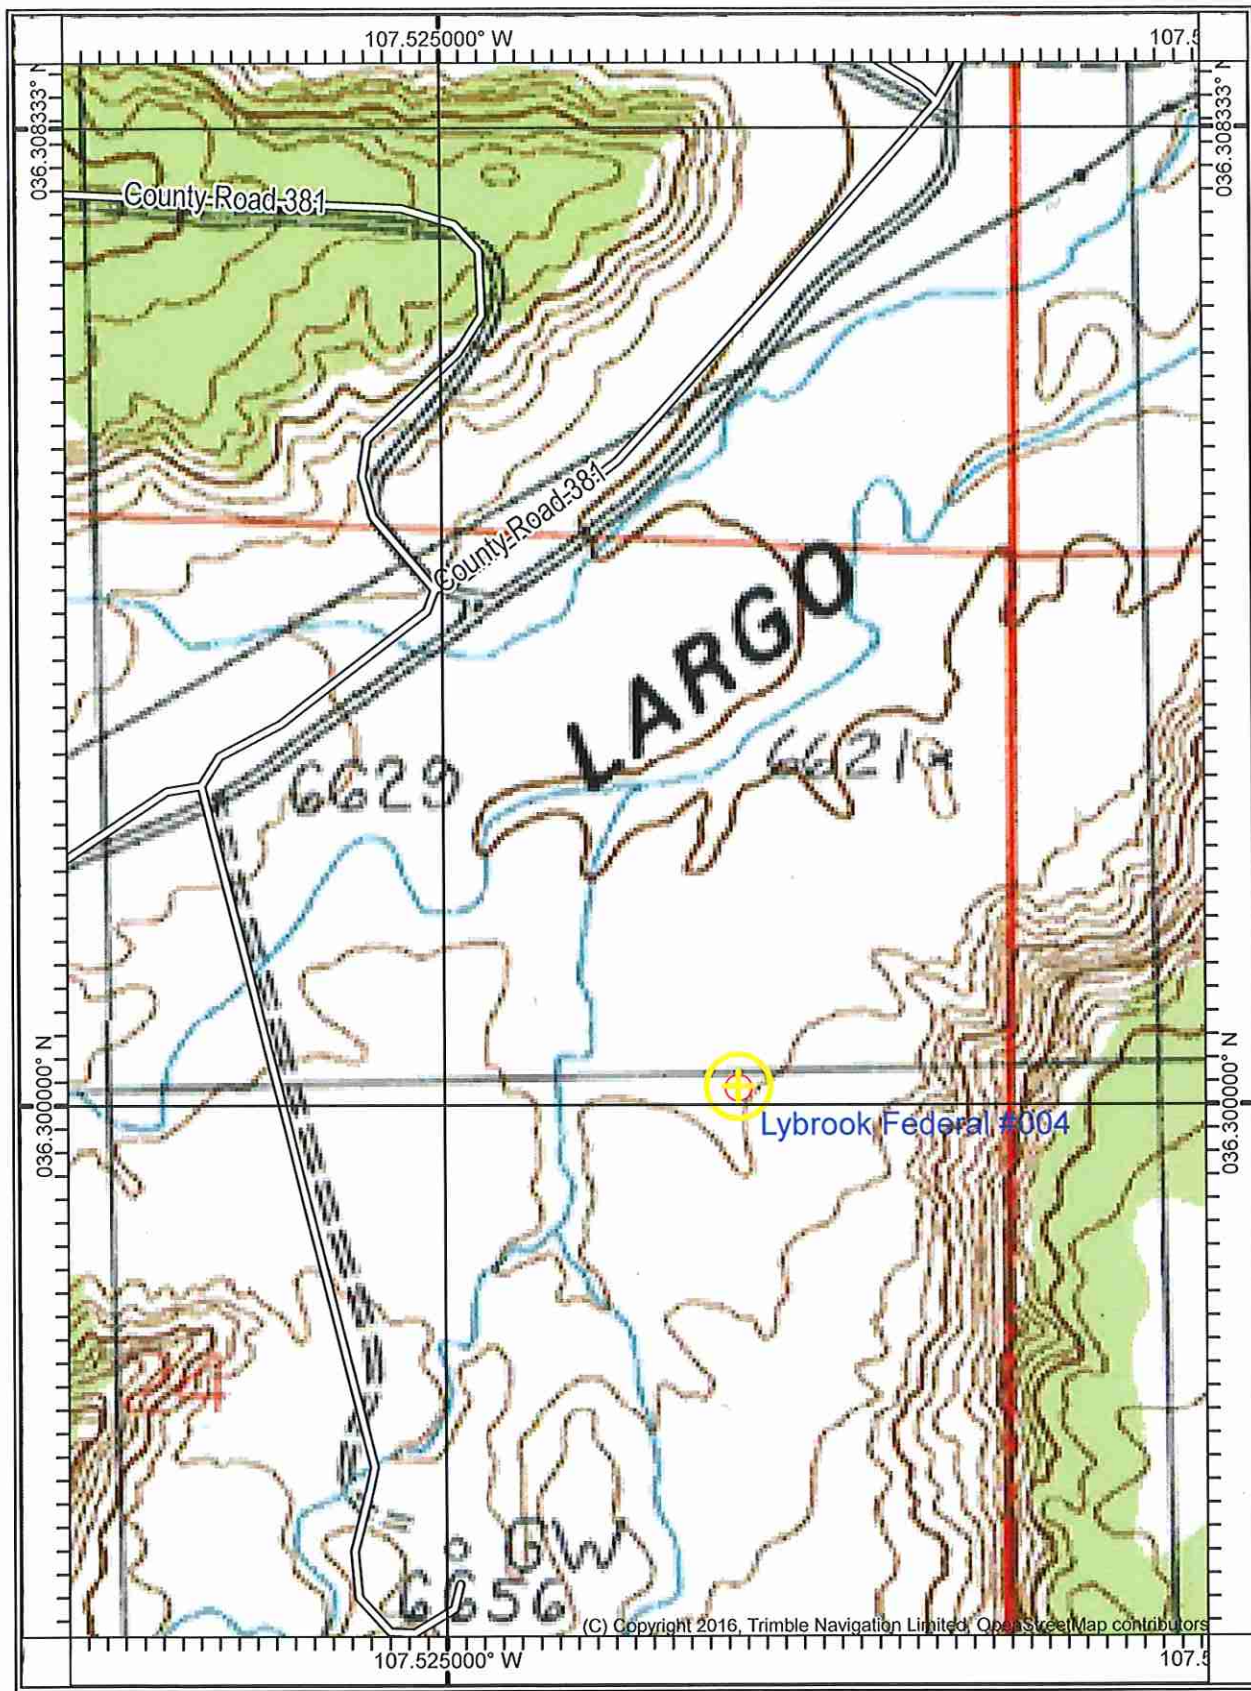 107.525000° W
107.5
036.308333° N
036.308333° N
County Road 381
County Road 381
LARGO
6629
6621
036.300000° N
036.300000° N
Lybrook Federal #004
24
GW
6656
(C) Copyright 2016, Trimble Navigation Limited, OpenStreetMap contributors
107.525000° W
107.5